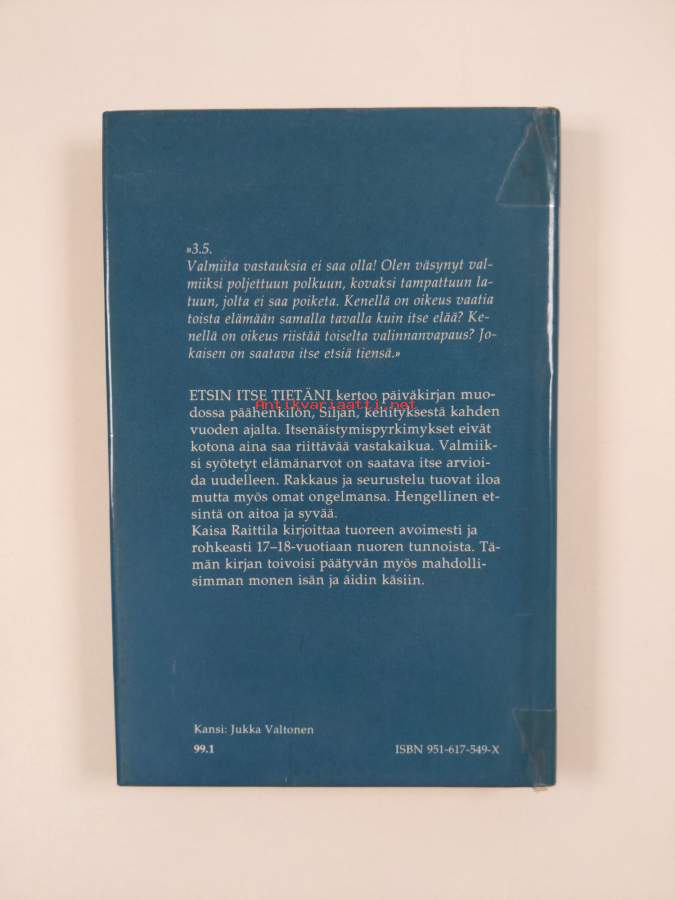 »3.5.
Valmiita vastauksia ei saa olla! Olen väsynyt val-
miiksi poljettuun polkuun, kovaksi tampattuun la-
tuun, jolta ei saa poiketa. Kenellä on oikeus vaatia
toista elämään samalla tavalla kuin itse elää? Ke-
nellä on oikeus riistää toiselta valinnanvapaus? Jo-
kaisen on saatava itse etsiä tiensä.»
ETSIN ITSE TIETÄNI kertoo päiväkirjan muo-
Antikvariaatti.net
dossa päähenkilön, Siljan, kehityksestä kahden
vuoden ajalta. Itsenäistymispyrkimykset eivät
kotona aina saa riittävää vastakaikua. Valmiik-
si syötetyt elämänarvot on saatava itse arvioi-
da uudelleen. Rakkaus ja seurustelu tuovat iloa
mutta myös omat ongelmansa. Hengellinen et-
sintä on aitoa ja syvää.
Kaisa Raittila kirjoittaa tuoreen avoimesti ja
rohkeasti 17–18-vuotiaan nuoren tunnoista. Tä-
män kirjan toivoisi päätyvän myös mahdolli-
simman monen isän ja äidin käsiin.
Kansi: Jukka Valtonen
99.1 ISBN 951-617-549-X